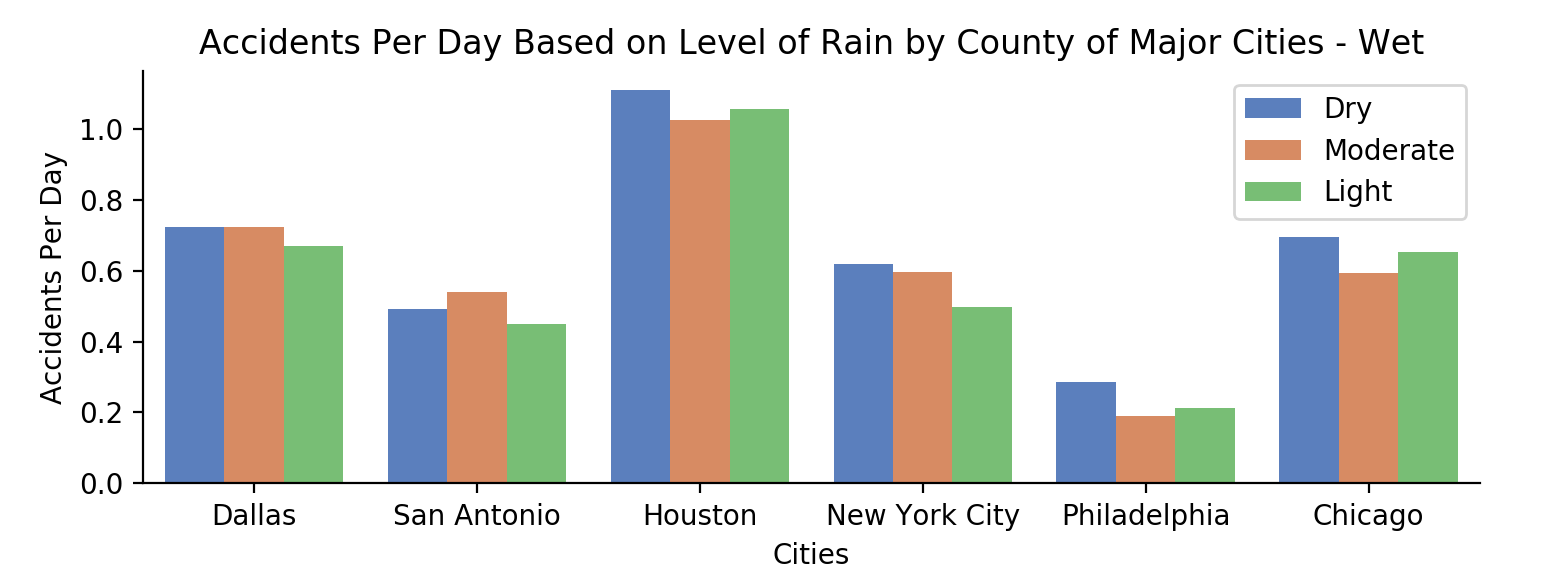 Accidents Per Day Based on Level of Rain by County of Major Cities - Wet
Dry
Moderate
Light
Accidents Per Day
1.0
0.8
0.6
0.4
0.2
0.0
Dallas San Antonio Houston New York City Philadelphia Chicago
Cities